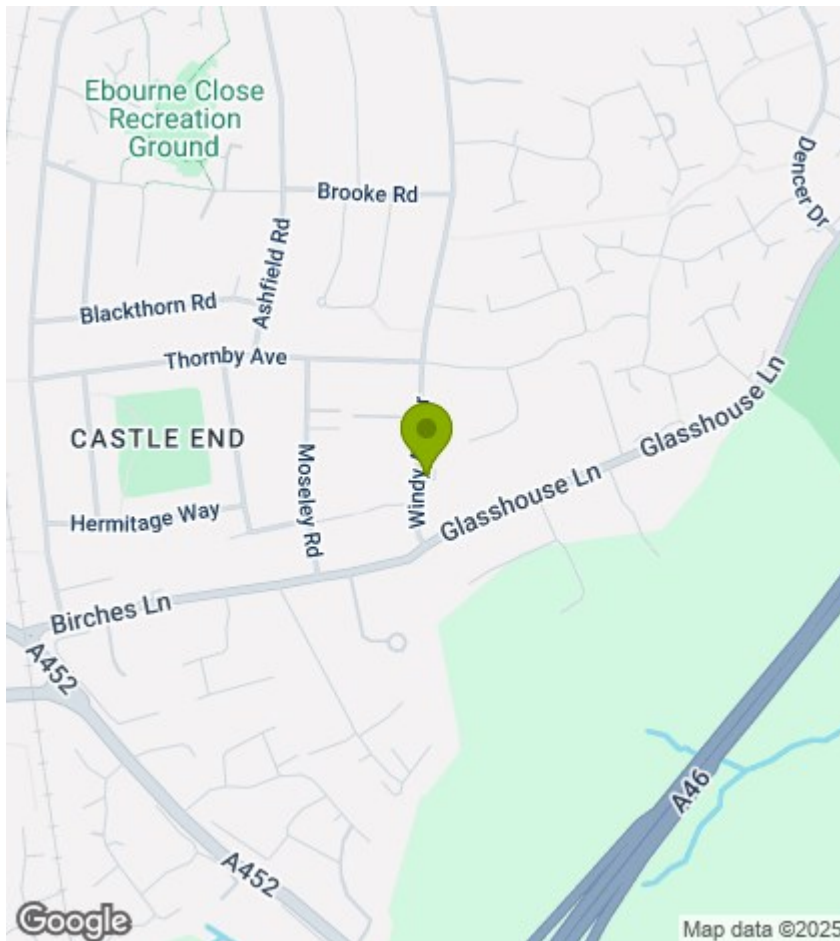 Ebourne Close
Recreation
Ground
Brooke Rd
Dencer Dr
Ashfield Rd
Blackthorn Rd
Thornby Ave
CASTLE END
Windy
Moseley Rd
Glasshouse Ln
Glasshouse Ln
Hermitage Way
Birches Ln
A452
A46
A452
Google
Map data ©2025